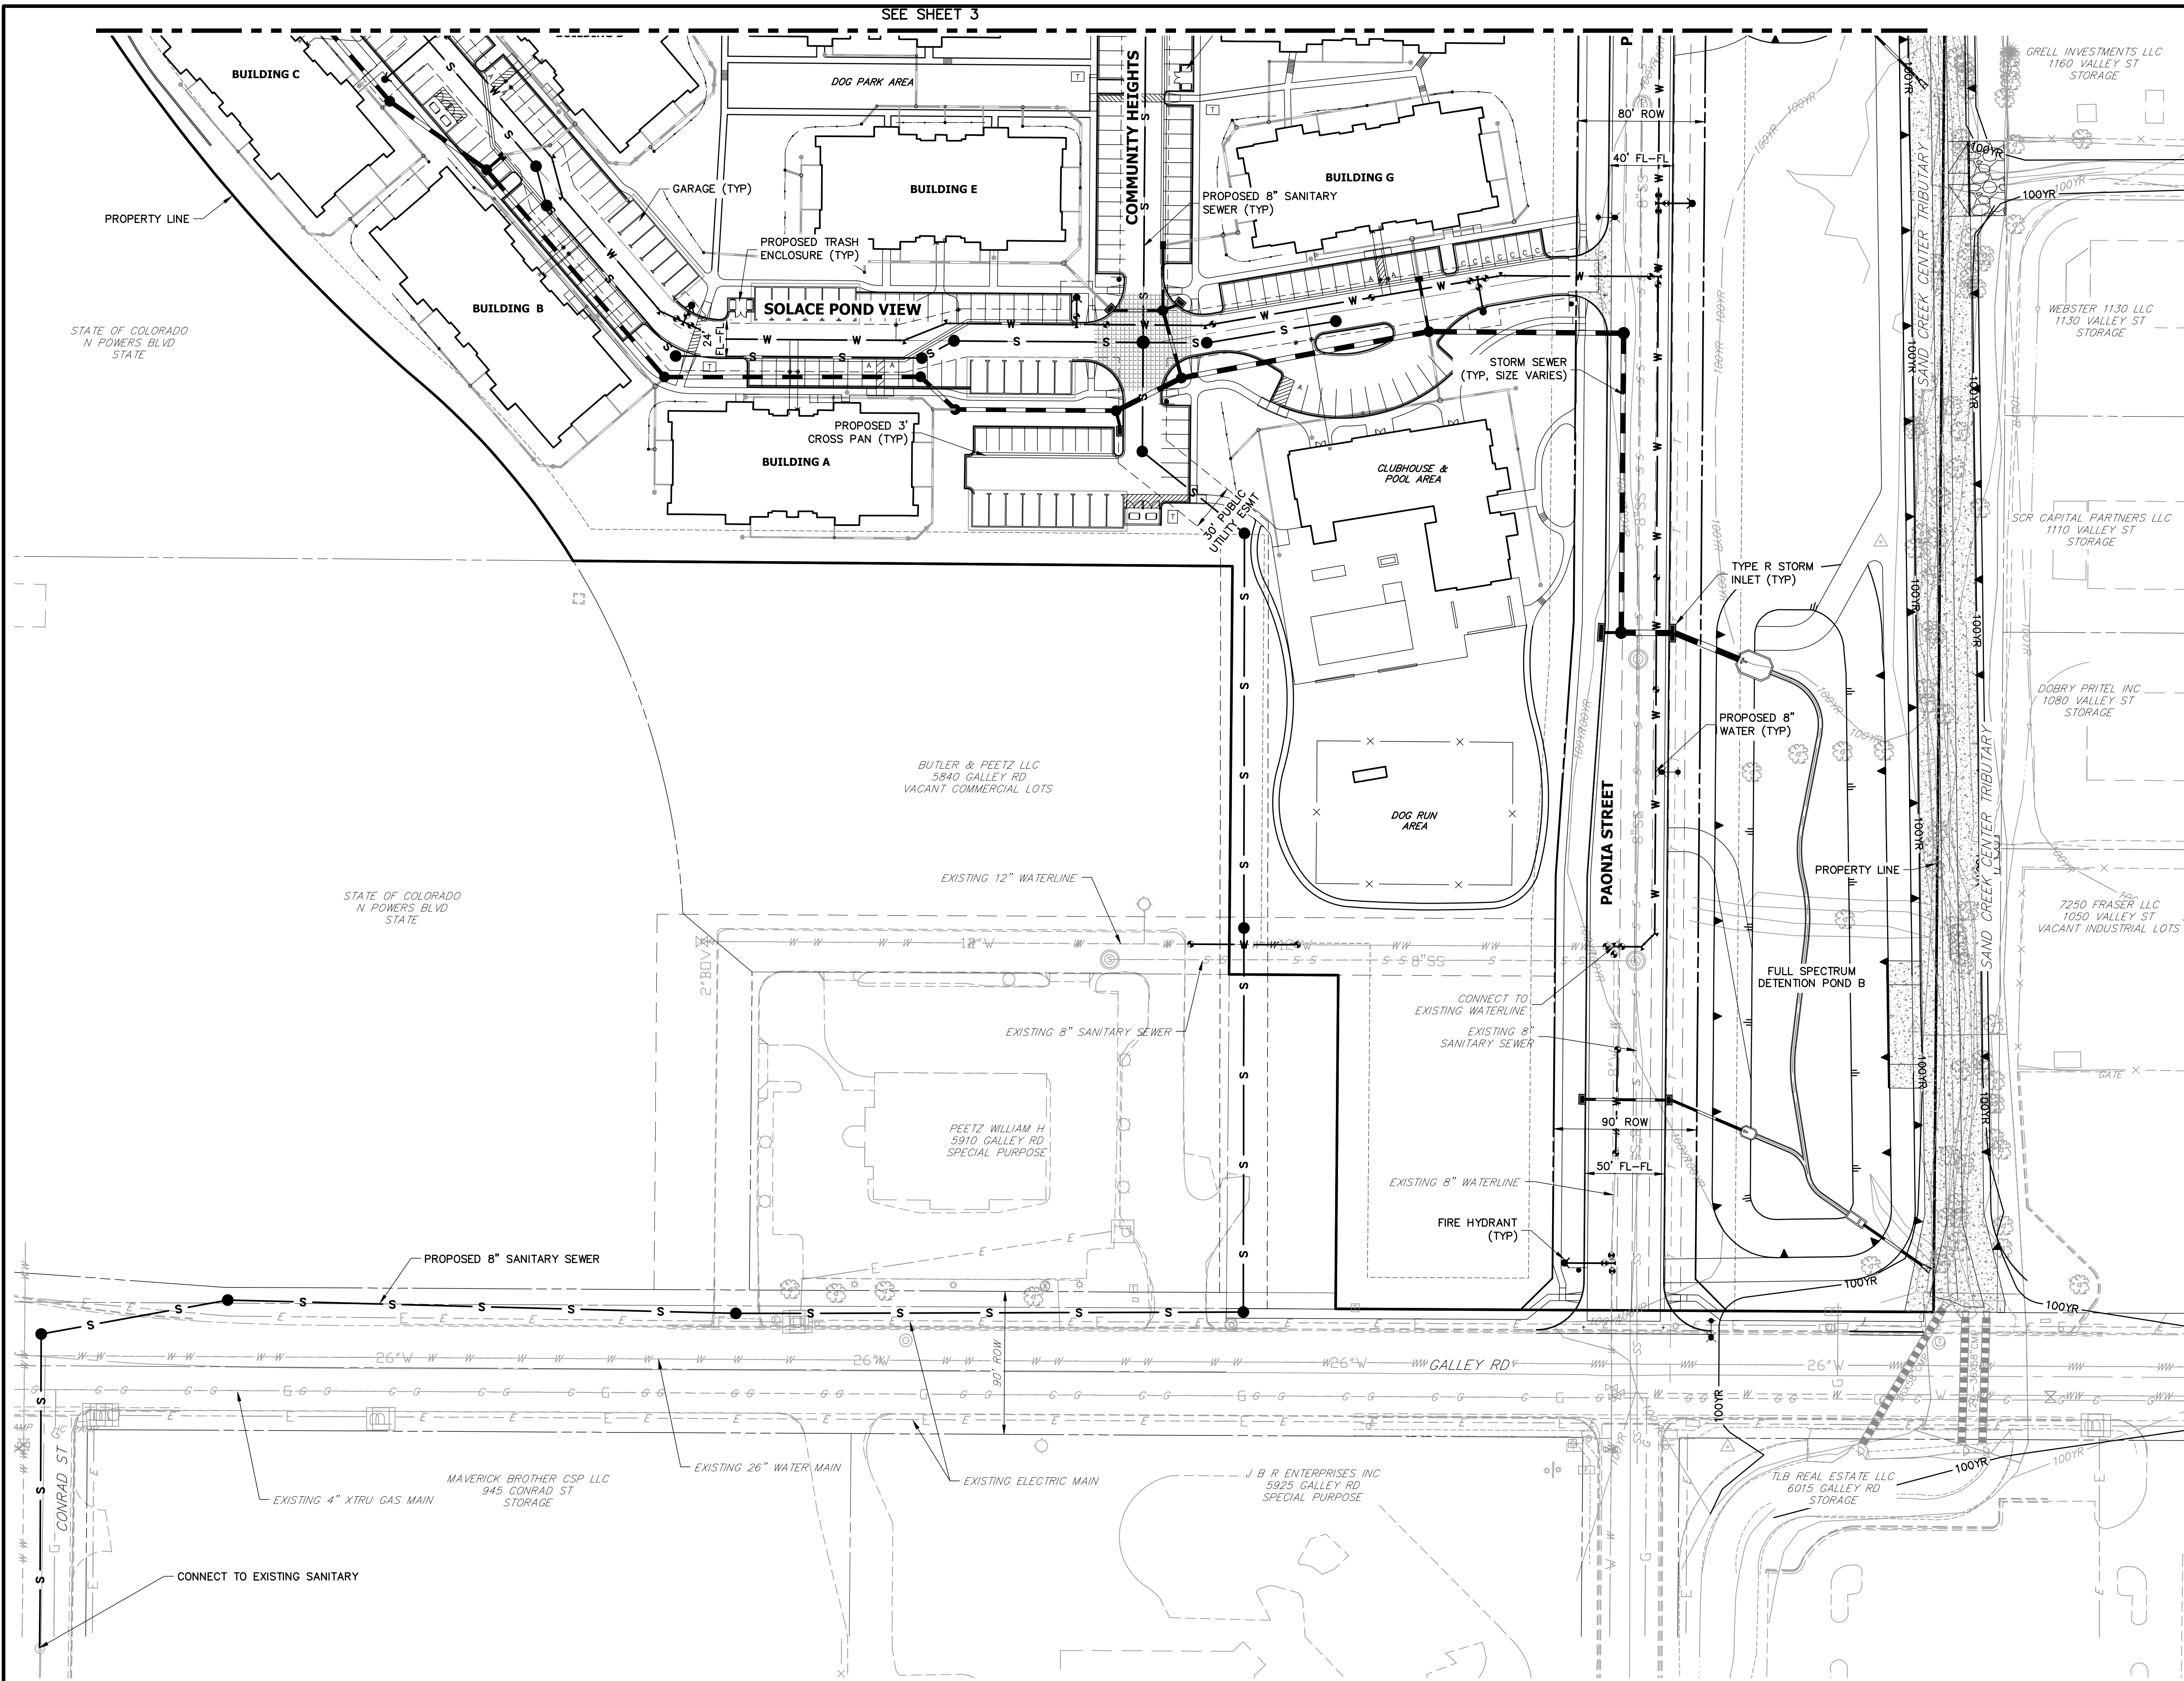 SEE SHEET 3
BUILDING C
DOG PARK AREA
COMMUNITY HEIGHTS
GRELL INVESTMENTS LLC
1160 VALLEY ST
STORAGE
80' ROW
40' FL-FL
BUILDING E
BUILDING G
GARAGE (TYP)
PROPERTY LINE
PROPOSED 8" SANITARY
SEWER (TYP)
PROPOSED TRASH
ENCLOSURE (TYP)
BUILDING B
SOLACE POND VIEW
24'
FL-FL
STATE OF COLORADO
N POWERS BLVD
STATE
SAND CREEK CENTER TRIBUTARY
WEBSTER 1130 LLC
1130 VALLEY ST
STORAGE
STORM SEWER
(TYP, SIZE VARIES)
PROPOSED 3'
CROSS PAN (TYP)
BUILDING A
CLUBHOUSE &
POOL AREA
30' PUBLIC
UTILITY ESMT
SCR CAPITAL PARTNERS LLC
1110 VALLEY ST
STORAGE
TYPE R STORM
INLET (TYP)
DOBRY PRITEL INC
1080 VALLEY ST
STORAGE
PROPOSED 8"
WATER (TYP)
BUTLER & PEETZ LLC
5840 GALLEY RD
VACANT COMMERCIAL LOTS
DOG RUN
AREA
PAONIA STREET
SAND CREEK CENTER TRIBUTARY
PROPERTY LINE
EXISTING 12" WATERLINE
STATE OF COLORADO
N POWERS BLVD
STATE
7250 FRASER LLC
1050 VALLEY ST
VACANT INDUSTRIAL LOTS
12"W
12"W
8"SS
FULL SPECTRUM
DETENTION POND B
CONNECT TO
EXISTING WATERLINE
EXISTING 8" SANITARY SEWER
EXISTING 8"
SANITARY SEWER
GATE
PEETZ WILLIAM H
5910 GALLEY RD
SPECIAL PURPOSE
90' ROW
50' FL-FL
EXISTING 8" WATERLINE
FIRE HYDRANT
(TYP)
PROPOSED 8" SANITARY SEWER
100YR
100YR
90' ROW
26"W
26"W
26"W
GALLEY RD
26"W
CONRAD ST
EXISTING 26" WATER MAIN
EXISTING ELECTRIC MAIN
EXISTING 4" XTRU GAS MAIN
MAVERICK BROTHER CSP LLC
945 CONRAD ST
STORAGE
J B R ENTERPRISES INC
5925 GALLEY RD
SPECIAL PURPOSE
TLB REAL ESTATE LLC
6015 GALLEY RD
STORAGE
100YR
CONNECT TO EXISTING SANITARY